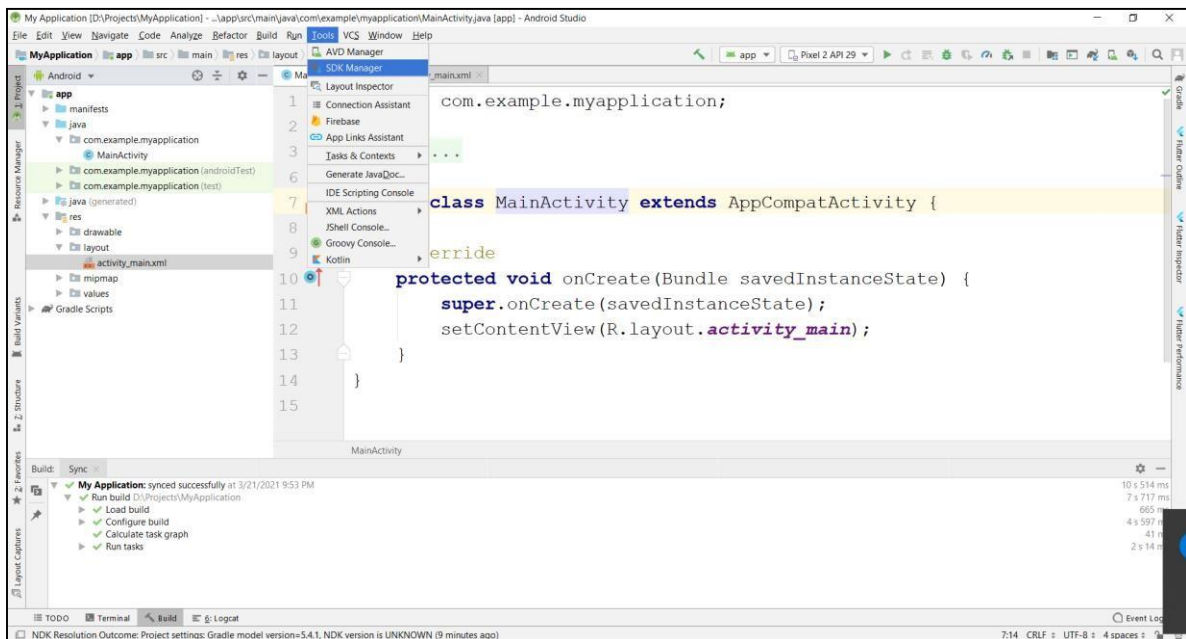 My Application [D:\Projects\MyApplication] - ...\app\src\main\java\com\example\myapplication\MainActivity.java [app] - Android Studio
File Edit View Navigate Code Analyze Refactor Build Run Tools VCS Window Help
MyApplication app src main res layout
app Pixel 2 API 29
AVD Manager
SDK Manager
Layout Inspector
Connection Assistant
Firebase
App Links Assistant
Tasks & Contexts
Generate JavaDoc...
IDE Scripting Console
XML Actions
JShell Console...
Groovy Console...
Kotlin
Android
app
manifests
java
com.example.myapplication
MainActivity
com.example.myapplication (androidTest)
com.example.myapplication (test)
java (generated)
res
drawable
layout
activity_main.xml
mipmap
values
Gradle Scripts
Ma
_main.xml
1 com.example.myapplication;
2
3 ...
6
7 class MainActivity extends AppCompatActivity {
8
9 erride
10 protected void onCreate(Bundle savedInstanceState) {
11 super.onCreate(savedInstanceState);
12 setContentView(R.layout.activity_main);
13 }
14 }
15
MainActivity
1: Project
Resource Manager
Build Variants
Z: Structure
2: Favorites
Layout Captures
Gradle
Flutter Outline
Flutter Inspector
Flutter Performance
Build: Sync
My Application: synced successfully at 3/21/2021 9:53 PM 10 s 514 ms
Run build D:\Projects\MyApplication 7 s 717 ms
Load build 665 m
Configure build 4 s 597 m
Calculate task graph 41 m
Run tasks 2 s 14 m
TODO Terminal Build 6: Logcat Event Log
NDK Resolution Outcome: Project settings: Gradle model version=5.4.1, NDK version is UNKNOWN (9 minutes ago) 7:14 CRLF UTF-8 4 spaces